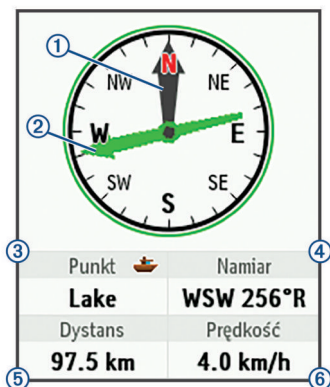 ①
N
NW NE
②
W E
SW SE
S
③ ④
Punkt Namiar
Lake WSW 256°R
Dystans Prędkość
97.5 km 4.0 km/h
⑤ ⑥